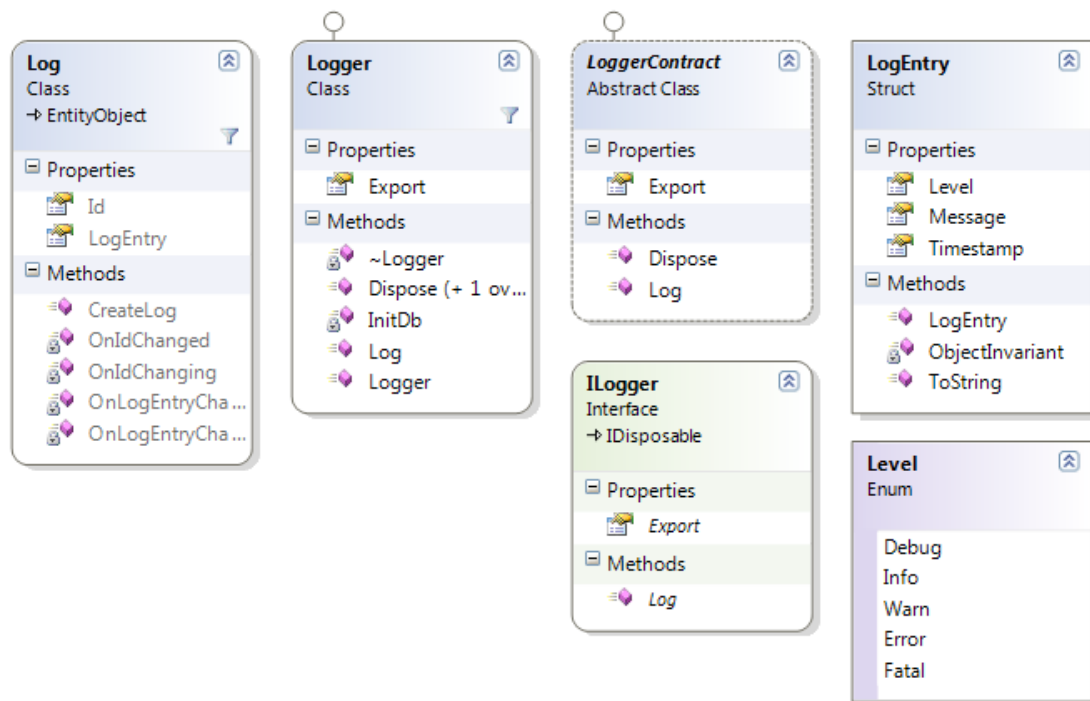 Log
Class
EntityObject
Properties
Id
LogEntry
Methods
CreateLog
OnIdChanged
OnIdChanging
OnLogEntryCha...
OnLogEntryCha...
Logger
Class
Properties
Export
Methods
~Logger
Dispose (+ 1 ov...
InitDb
Log
Logger
LoggerContract
Abstract Class
Properties
Export
Methods
Dispose
Log
ILogger
Interface
IDisposable
Properties
Export
Methods
Log
LogEntry
Struct
Properties
Level
Message
Timestamp
Methods
LogEntry
ObjectInvariant
ToString
Level
Enum
Debug
Info
Warn
Error
Fatal